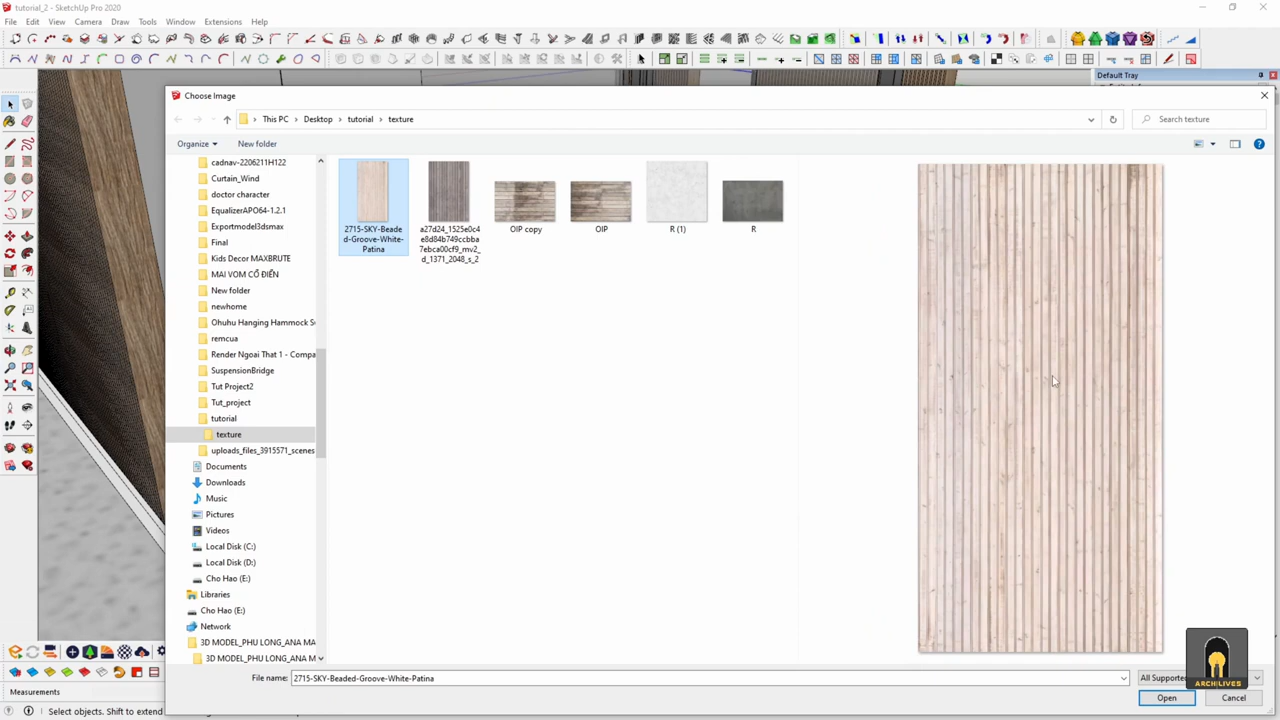 tutorial_2 - SketchUp Pro 2020
File Edit View Camera Draw Tools Window Extensions Help
Default Tray
Choose Image
This PC
Desktop
tutorial
texture
Search texture
Organize
New folder
cadnav-2206211H122
Curtain_Wind
doctor character
EqualizerAPO64-1.2.1
Exportmodel3dsmax
Final
Kids Decor MAXBRUTE
MAI VOM CỔ ĐIỂN
New folder
newhome
Ohuhu Hanging Hammock S
remcua
Render Ngoai That 1 - Compa
SuspensionBridge
Tut Project2
Tut_project
tutorial
texture
uploads_files_3915571_scenes
Documents
Downloads
Music
Pictures
Videos
Local Disk (C:)
Local Disk (D:)
Cho Hao (E:)
Libraries
Cho Hao (E:)
Network
3D MODEL_PHU LONG_ANA MA
3D MODEL_PHU LONG_ANA M
2715-SKY-Beade
d-Groove-White-
Patina
a27d24_1525e0c4
e8d84b749ccbba
7ebca00cf9_mv2_
d_1371_2048_s_2
OIP copy
OIP
R (1)
R
File name:
2715-SKY-Beaded-Groove-White-Patina
All Supporte
Open
Cancel
ARCHILIVES
Measurements
Select objects. Shift to extend